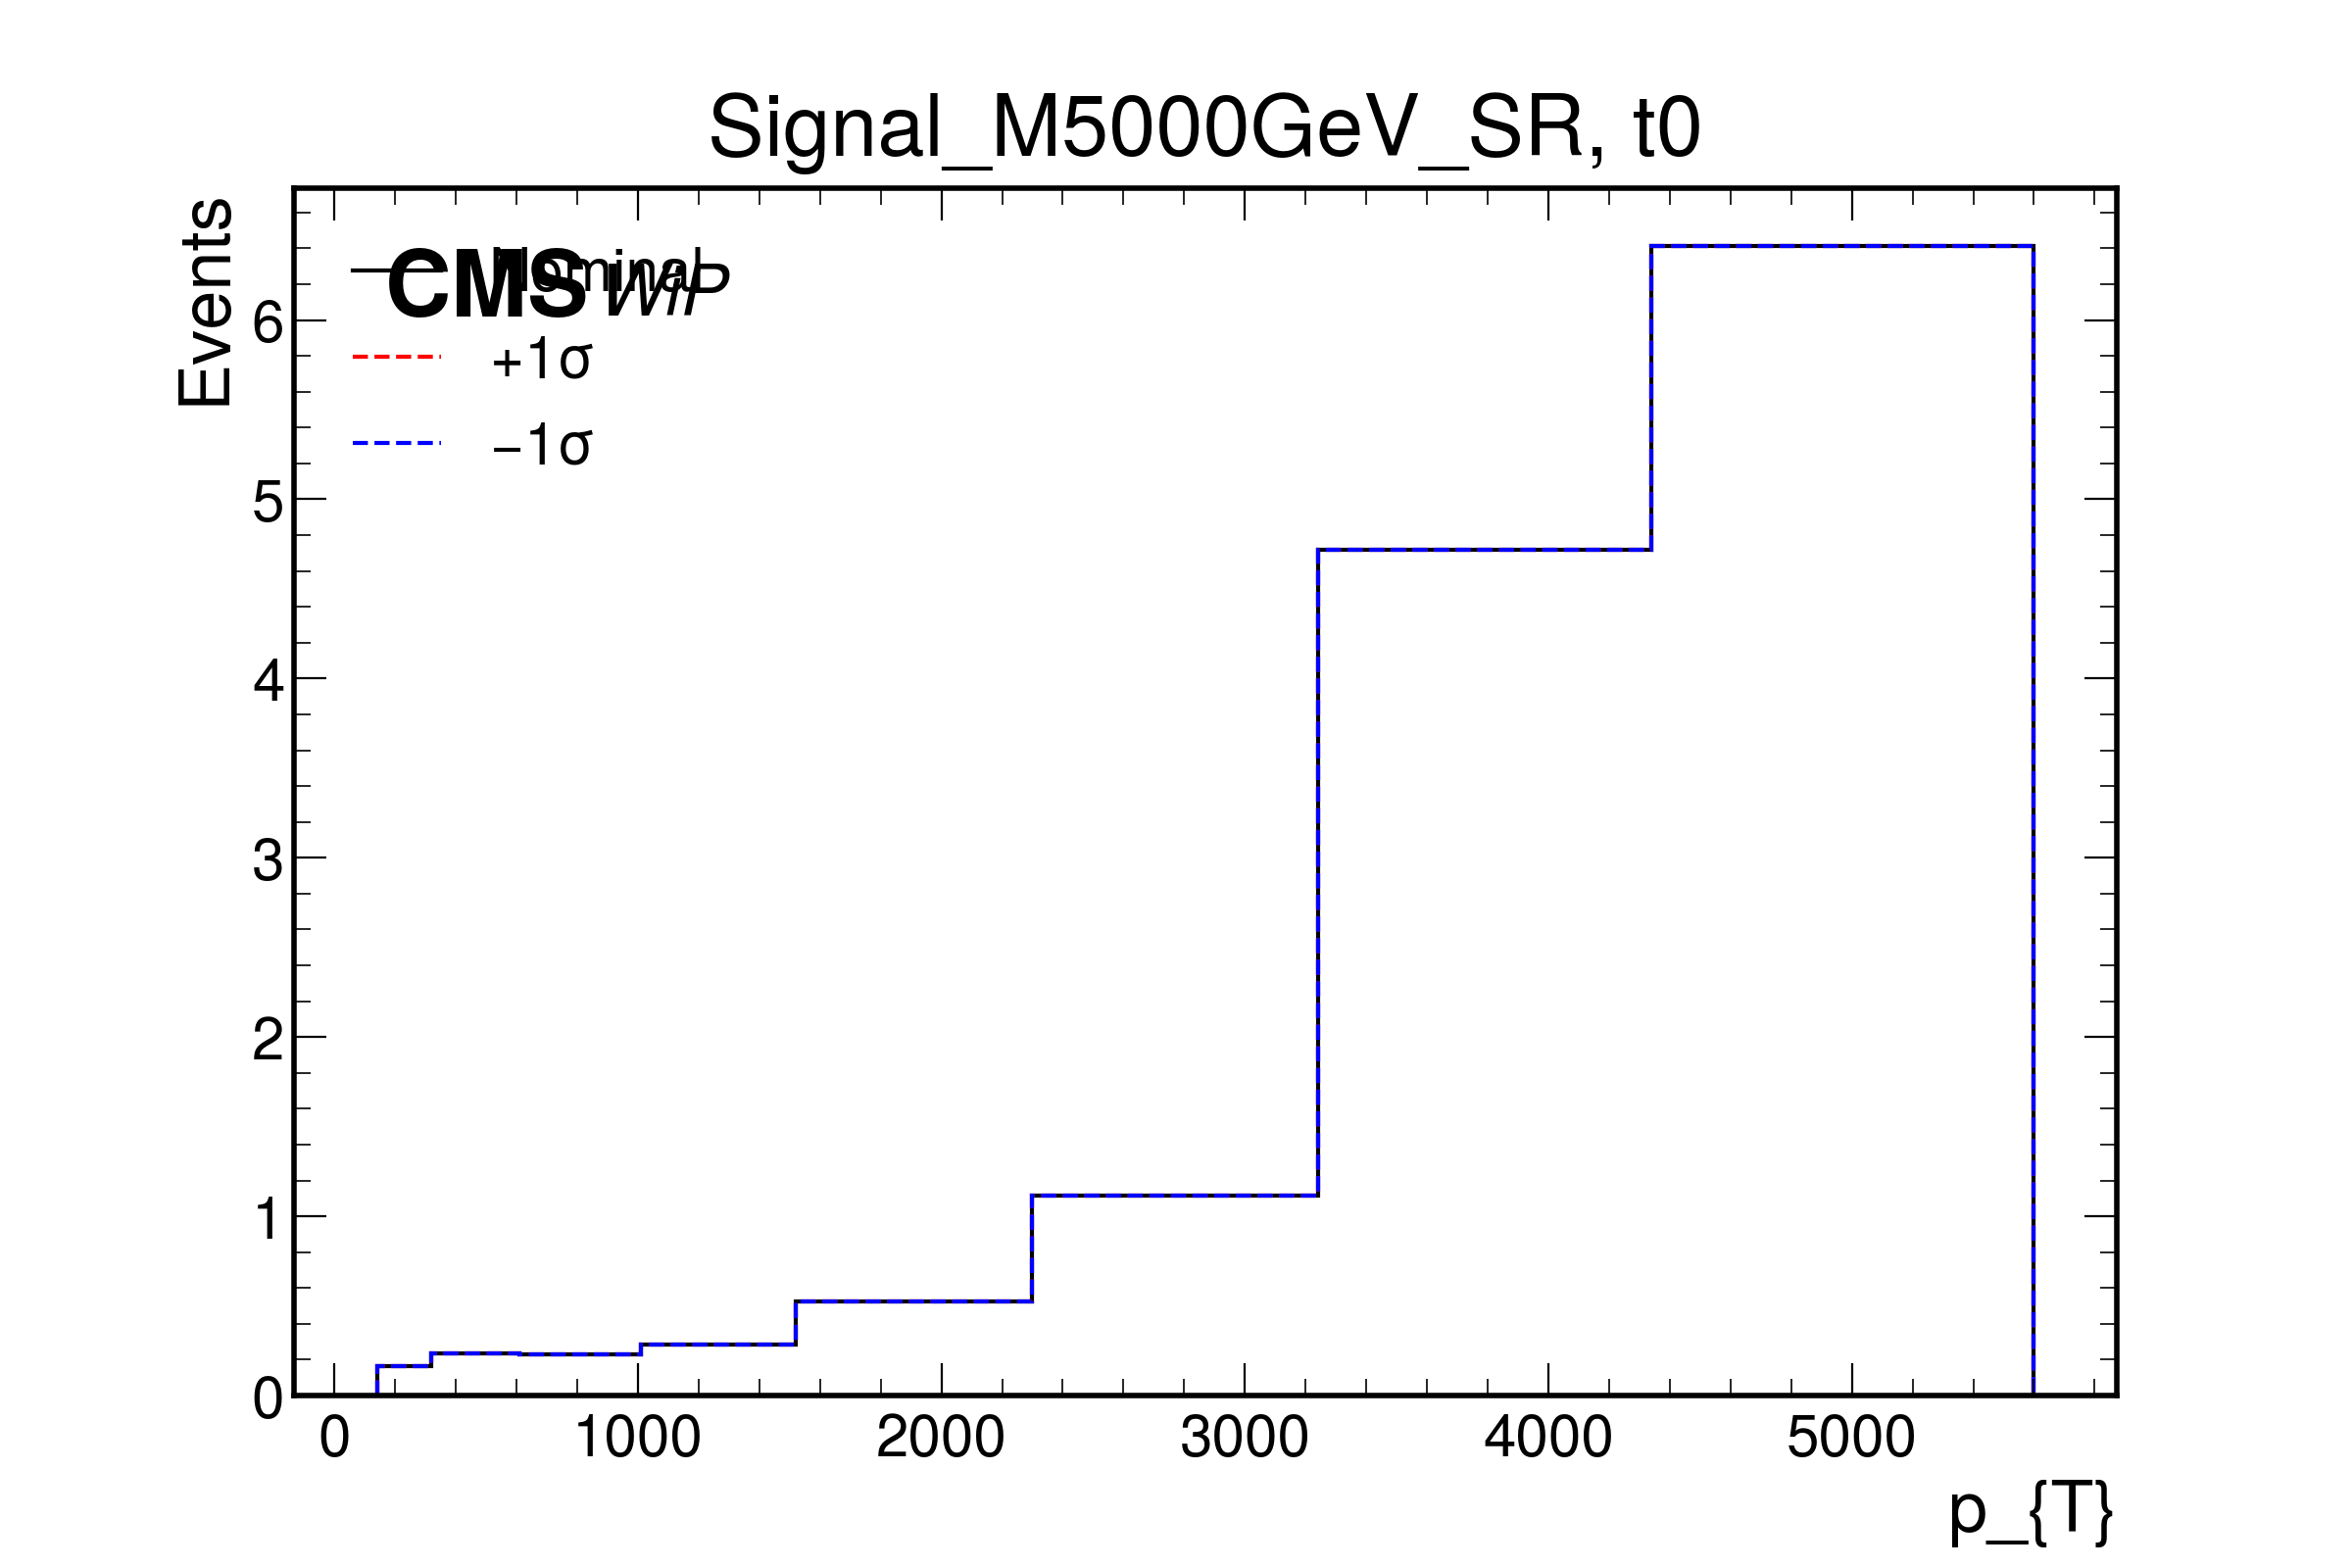 Signal_M5000GeV_SR, t0
Events
CMS WiP
Nominal
+1σ
−1σ
6
5
4
3
2
1
0
0 1000 2000 3000 4000 5000
p_{T}